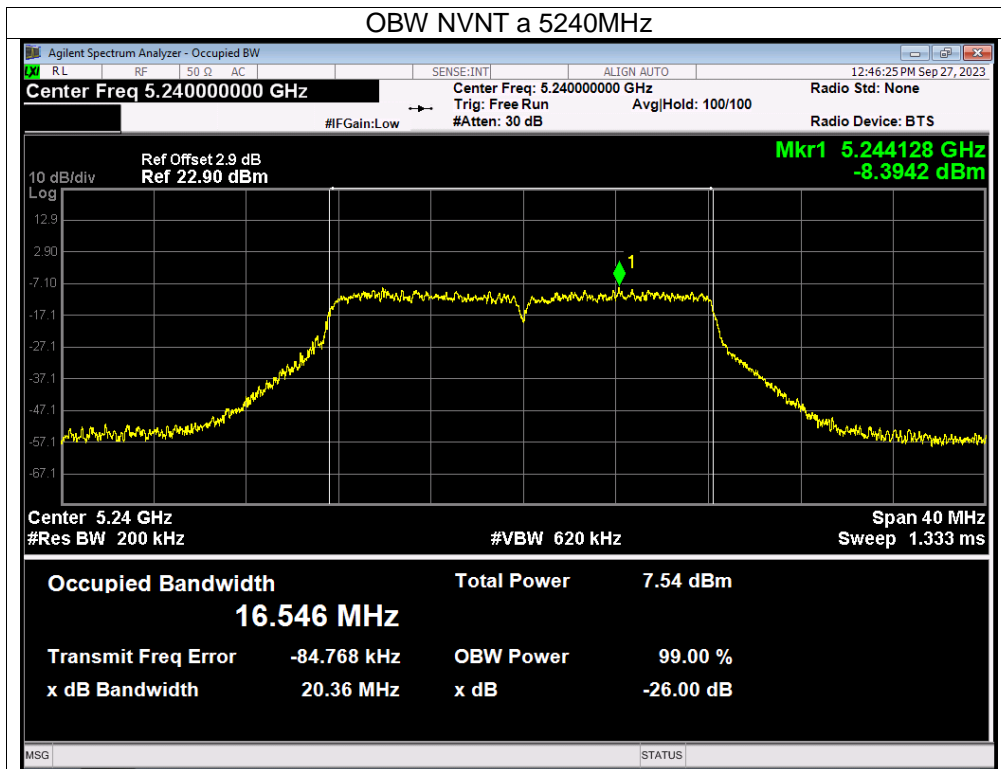 OBW NVNT a 5240MHz
Agilent Spectrum Analyzer - Occupied BW
LXI RL RF 50 Ω AC SENSE:INT ALIGN AUTO 12:46:25 PM Sep 27, 2023
Center Freq 5.240000000 GHz Center Freq: 5.240000000 GHz Radio Std: None
Trig: Free Run Avg|Hold: 100/100
#IFGain:Low #Atten: 30 dB Radio Device: BTS
Mkr1 5.244128 GHz
Ref Offset 2.9 dB
10 dB/div Ref 22.90 dBm -8.3942 dBm
Log
12.9
2.90
1
-7.10
-17.1
-27.1
-37.1
-47.1
-57.1
-67.1
Center 5.24 GHz Span 40 MHz
#Res BW 200 kHz #VBW 620 kHz Sweep 1.333 ms
Occupied Bandwidth Total Power 7.54 dBm
16.546 MHz
Transmit Freq Error -84.768 kHz OBW Power 99.00 %
x dB Bandwidth 20.36 MHz x dB -26.00 dB
MSG STATUS